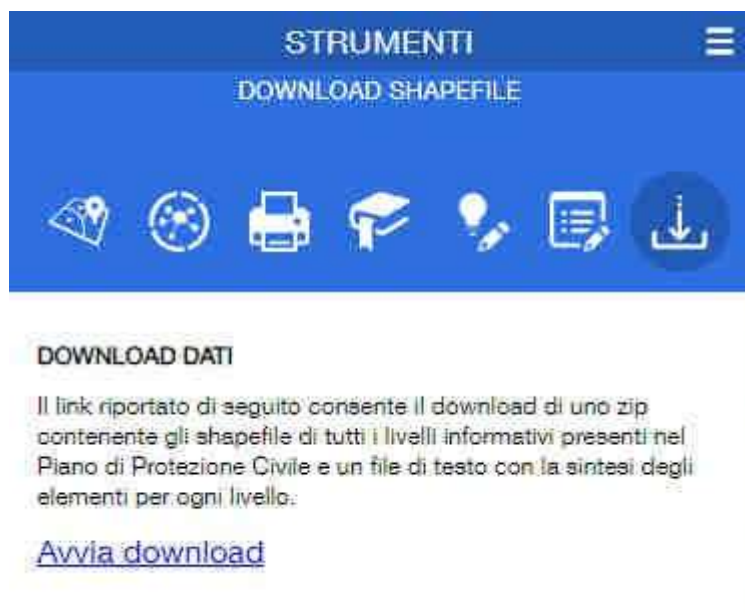 STRUMENTI
DOWNLOAD SHAPEFILE
DOWNLOAD DATI
Il link riportato di seguito consente il download di uno zip
contenente gli shapefile di tutti i livelli informativi presenti nel
Piano di Protezione Civile e un file di testo con la sintesi degli
elementi per ogni livello.
Avvia download